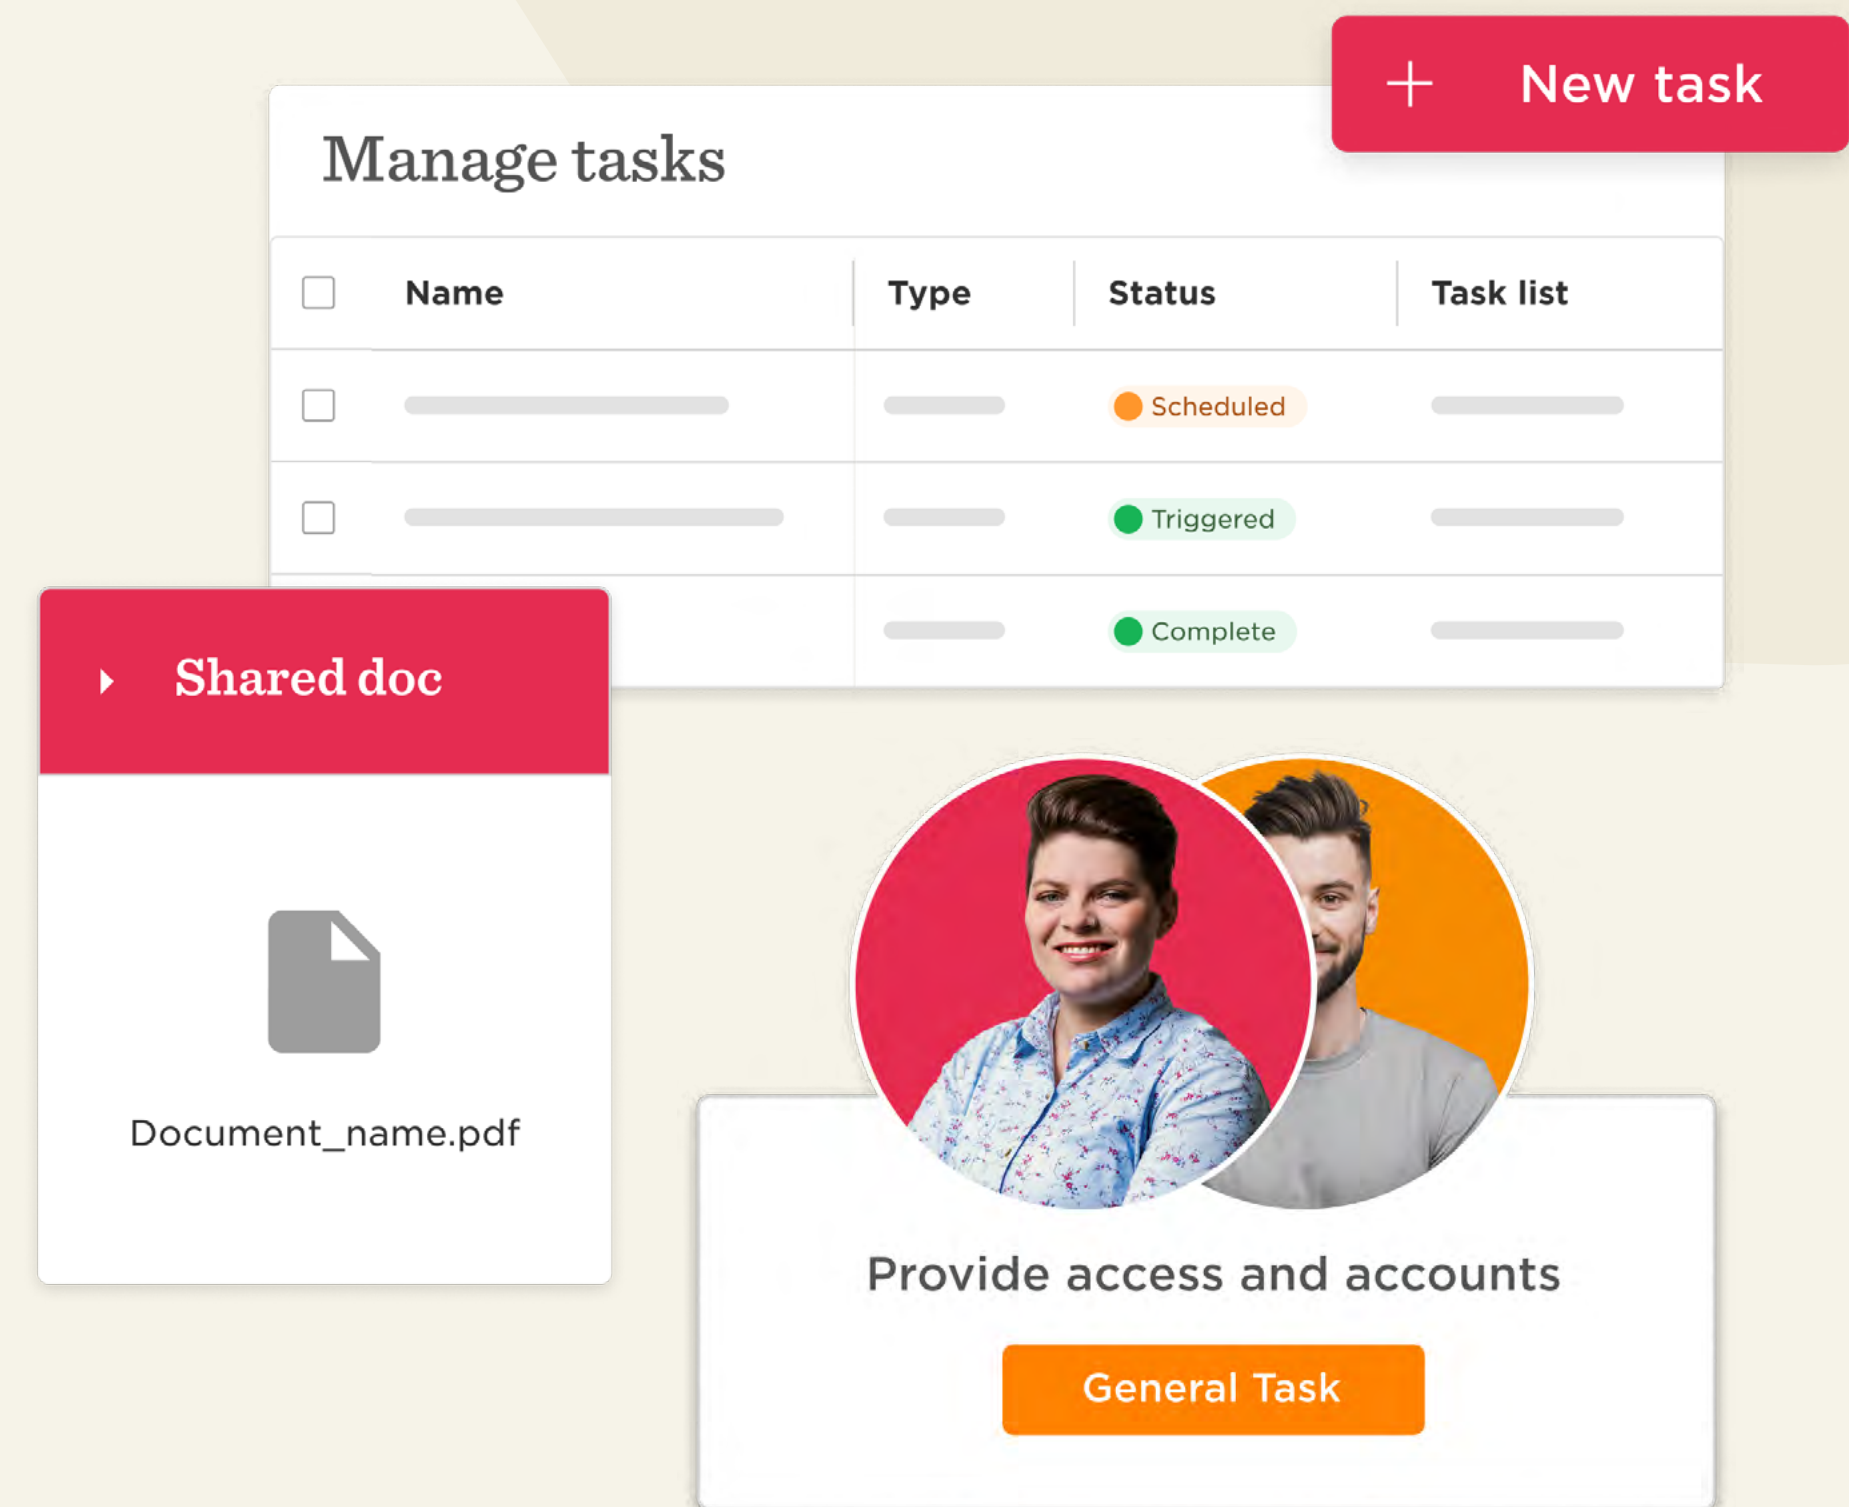 New task
Manage tasks
Name Type Status Task list
Scheduled
Triggered
Complete
Shared doc
Document_name.pdf
Provide access and accounts
General Task